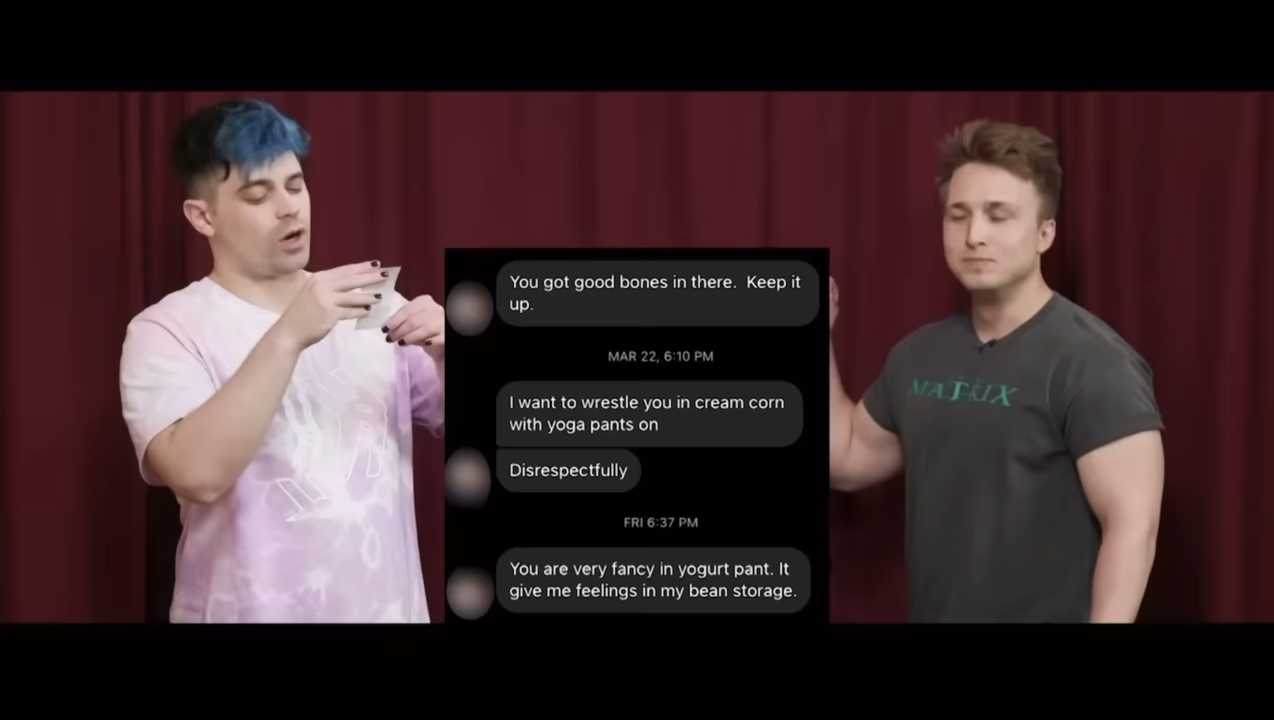 You got good bones in there. Keep it
up.
MAR 22, 6:10 PM
I want to wrestle you in cream corn
with yoga pants on
Disrespectfully
FRI 6:37 PM
You are very fancy in yogurt pant. It
give me feelings in my bean storage.
MATRIX